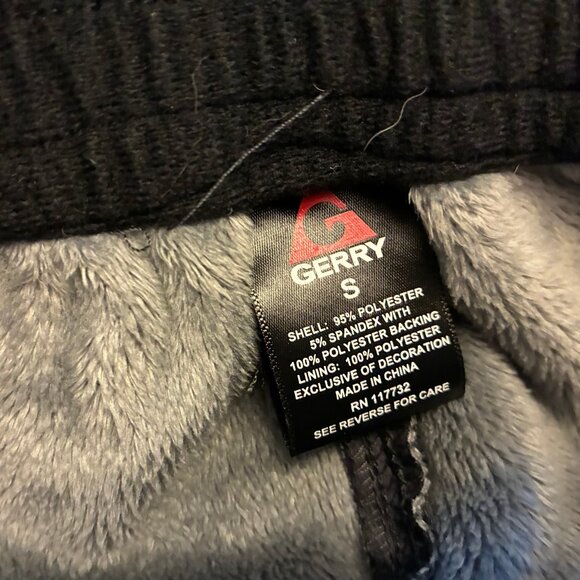 G
GERRY
S
SHELL: 95% POLYESTER
5% SPANDEX WITH
100% POLYESTER BACKING
LINING: 100% POLYESTER
EXCLUSIVE OF DECORATION
MADE IN CHINA
RN 117732
SEE REVERSE FOR CARE